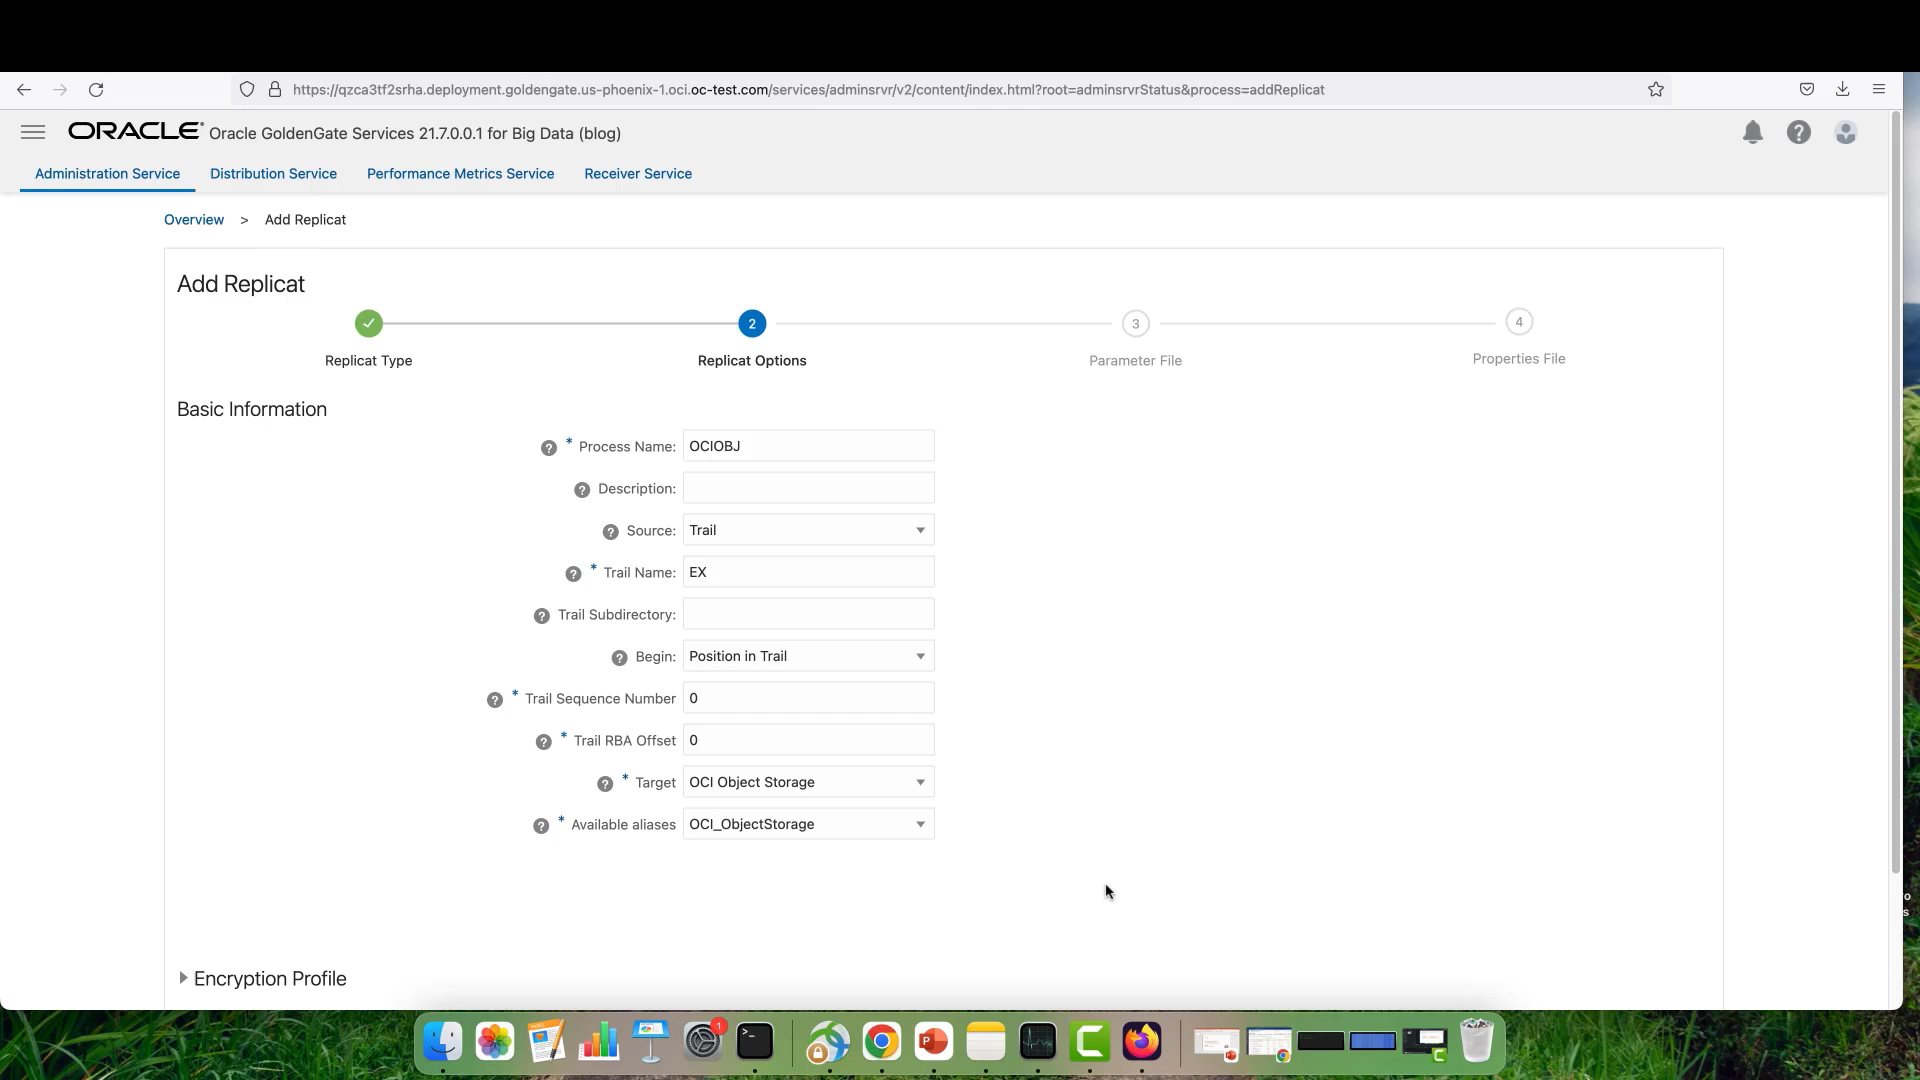 https://qzca3tf2srha.deployment.goldengate.us-phoenix-1.oci.oc-test.com/services/adminsrvr/v2/content/index.html?root=adminsrvrStatus&process=addReplicat
ORACLE Oracle GoldenGate Services 21.7.0.0.1 for Big Data (blog)
Administration Service Distribution Service Performance Metrics Service Receiver Service
Overview > Add Replicat
Add Replicat
2 3 4
Replicat Type Replicat Options Parameter File Properties File
Basic Information
? * Process Name: OCIOBJ
? Description:
? Source: Trail
? * Trail Name: EX
? Trail Subdirectory:
? Begin: Position in Trail
? * Trail Sequence Number 0
? * Trail RBA Offset 0
? * Target OCI Object Storage
? * Available aliases OCI_ObjectStorage
Encryption Profile
1